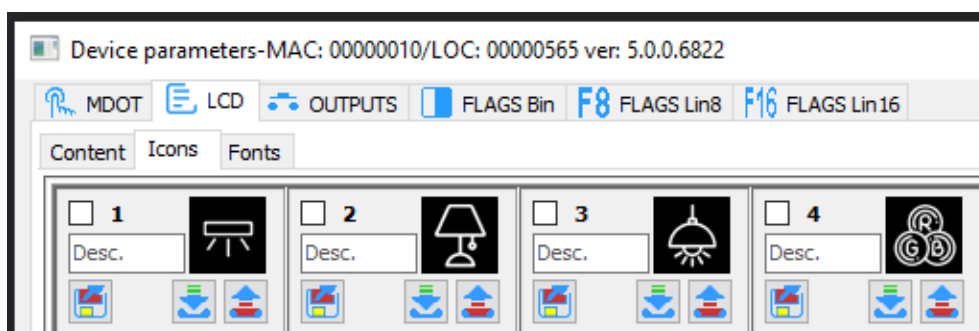 Device parameters-MAC: 00000010/LOC: 00000565 ver: 5.0.0.6822
MDOT LCD OUTPUTS FLAGS Bin F8 FLAGS Lin8 F16 FLAGS Lin16
Content Icons Fonts
1 2 3 4
R G B
Desc. Desc. Desc. Desc.